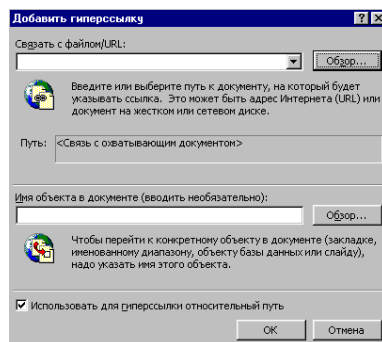 Добавить гиперссылку
Связать с файлом/URL:
Обзор...
Введите или выберите путь к документу, на который будет
указывать ссылка. Это может быть адрес Интернета (URL) или
документ на жестком или сетевом диске.
Путь: <Связь с охватывающим документом>
Имя объекта в документе (вводить необязательно):
Обзор...
Чтобы перейти к конкретному объекту в документе (закладке,
именованному диапазону, объекту базы данных или слайду),
надо указать имя этого объекта.
Использовать для гиперссылки относительный путь
OK Отмена